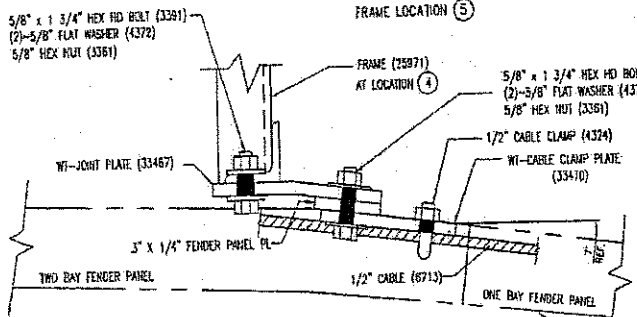 FRAME LOCATION 5
5/8" x 1 3/4" HEX HD BOLT (3391)
(2)-5/8" FLAT WASHER (4372)
5/8" HEX NUT (3361)
FRAME (25971)
AT LOCATION 4
5/8" x 1 3/4" HEX HD BOL
(2)-5/8" FLAT WASHER (437
5/8" HEX NUT (3361)
1/2" CABLE CLAMP (4324)
WT-CABLE CLAMP PLATE
(33470)
WT-JOINT PLATE (33467)
3" X 1/4" FENDER PANEL PL
1/2" CABLE (6713)
TWO BAY FENDER PANEL
ONE BAY FENDER PANEL
REF.